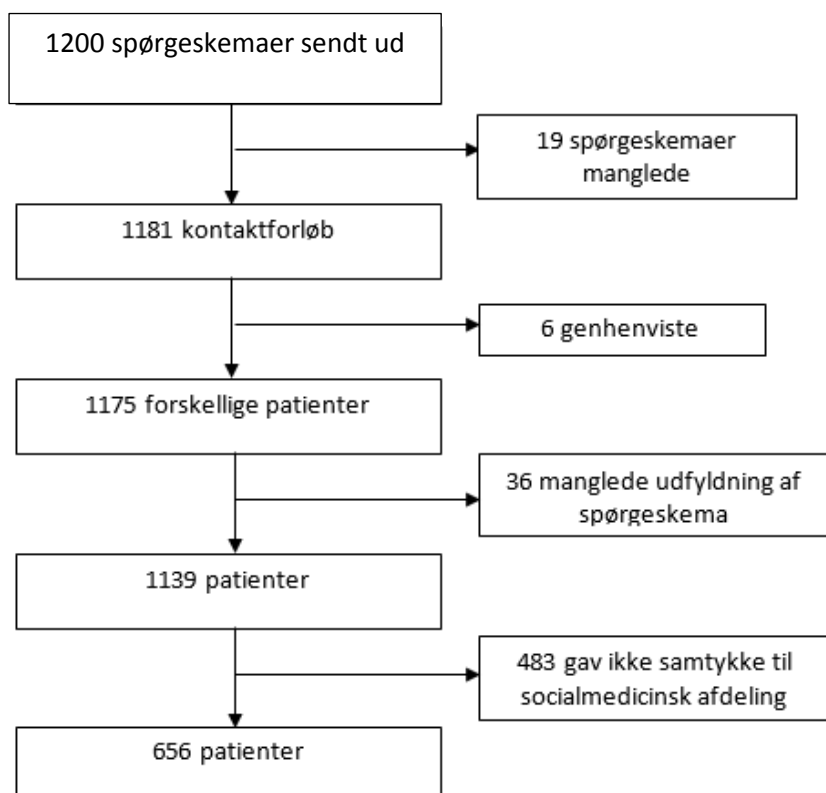 1200 spørgeskemaer sendt ud
19 spørgeskemaer
manglede
1181 kontaktforløb
6 genhenviste
1175 forskellige patienter
36 manglede udfyldning af
spørgeskema
1139 patienter
483 gav ikke samtykke til
socialmedicinsk afdeling
656 patienter